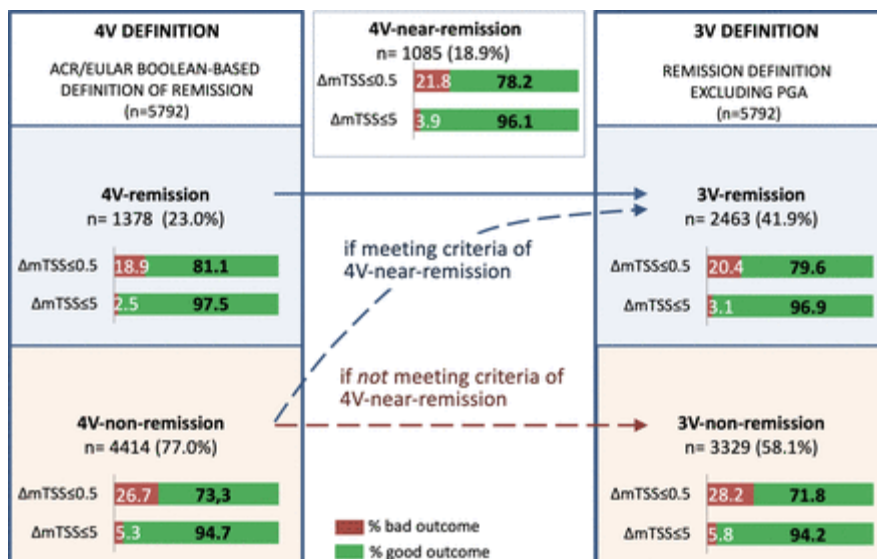 4V DEFINITION
ACR/EULAR BOOLEAN-BASED
DEFINITION OF REMISSION
(n=5792)
4V-near-remission
n= 1085 (18.9%)
ΔmTSS≤0.5 21.8 78.2
ΔmTSS≤5 3.9 96.1
3V DEFINITION
REMISSION DEFINITION
EXCLUDING PGA
(n=5792)
4V-remission
n= 1378 (23.0%)
ΔmTSS≤0.5 18.9 81.1
ΔmTSS≤5 2.5 97.5
if meeting criteria of
4V-near-remission
3V-remission
n= 2463 (41.9%)
ΔmTSS≤0.5 20.4 79.6
ΔmTSS≤5 3.1 96.9
4V-non-remission
n= 4414 (77.0%)
ΔmTSS≤0.5 26.7 73,3
ΔmTSS≤5 5.3 94.7
if not meeting criteria of
4V-near-remission
3V-non-remission
n= 3329 (58.1%)
ΔmTSS≤0.5 28.2 71.8
ΔmTSS≤5 5.8 94.2
% bad outcome
% good outcome